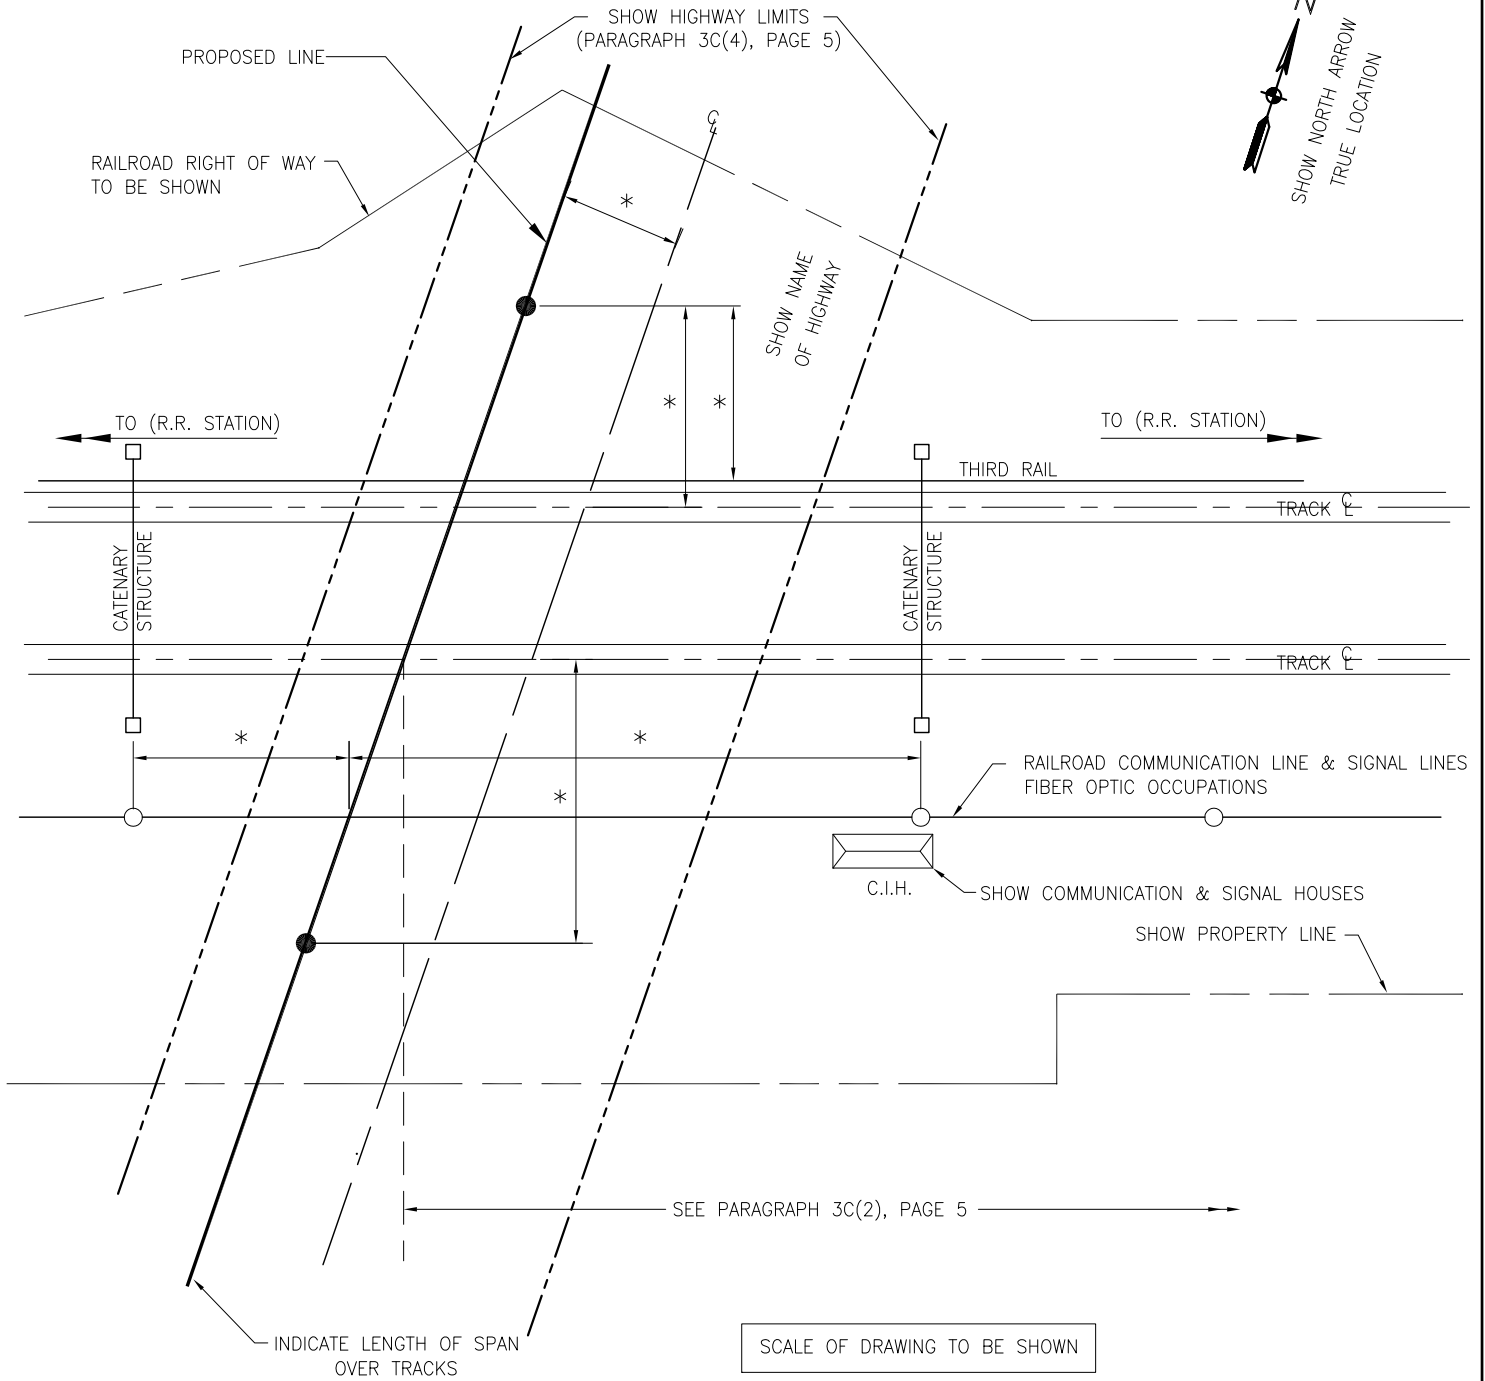 SHOW HIGHWAY LIMITS
(PARAGRAPH 3C(4), PAGE 5)
N
PROPOSED LINE
SHOW NORTH ARROW
TRUE LOCATION
RAILROAD RIGHT OF WAY
TO BE SHOWN
℄
*
SHOW NAME
OF HIGHWAY
*
*
TO (R.R. STATION)
TO (R.R. STATION)
THIRD RAIL
TRACK ℄
CATENARY
STRUCTURE
CATENARY
STRUCTURE
TRACK ℄
*
*
*
RAILROAD COMMUNICATION LINE & SIGNAL LINES
FIBER OPTIC OCCUPATIONS
C.I.H.
SHOW COMMUNICATION & SIGNAL HOUSES
SHOW PROPERTY LINE
SEE PARAGRAPH 3C(2), PAGE 5
INDICATE LENGTH OF SPAN
OVER TRACKS
SCALE OF DRAWING TO BE SHOWN